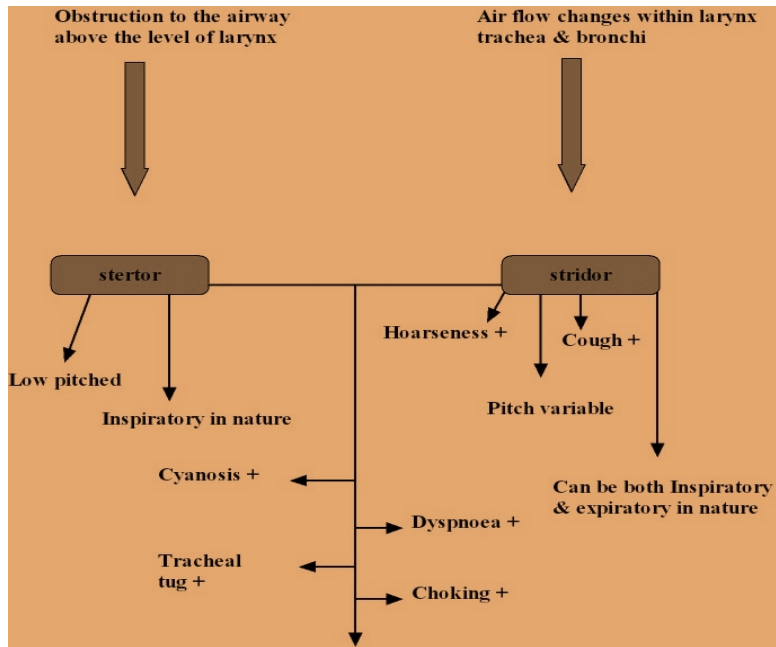 Obstruction to the airway
above the level of larynx
Air flow changes within larynx
trachea & bronchi
stertor
stridor
Hoarseness +
Cough +
Low pitched
Inspiratory in nature
Pitch variable
Cyanosis +
Can be both Inspiratory
& expiratory in nature
Dyspnoea +
Tracheal
tug +
Choking +